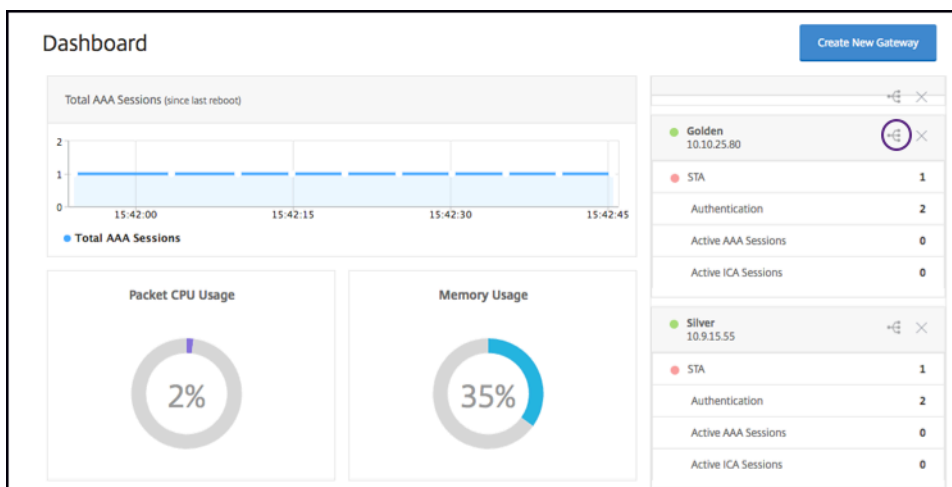 Dashboard
Create New Gateway
Total AAA Sessions (since last reboot)
2
1
0
15:42:00 15:42:15 15:42:30 15:42:45
Total AAA Sessions
Packet CPU Usage
2%
Memory Usage
35%
Golden
10.10.25.80
STA 1
Authentication 2
Active AAA Sessions 0
Active ICA Sessions 0
Silver
10.9.15.55
STA 1
Authentication 2
Active AAA Sessions 0
Active ICA Sessions 0